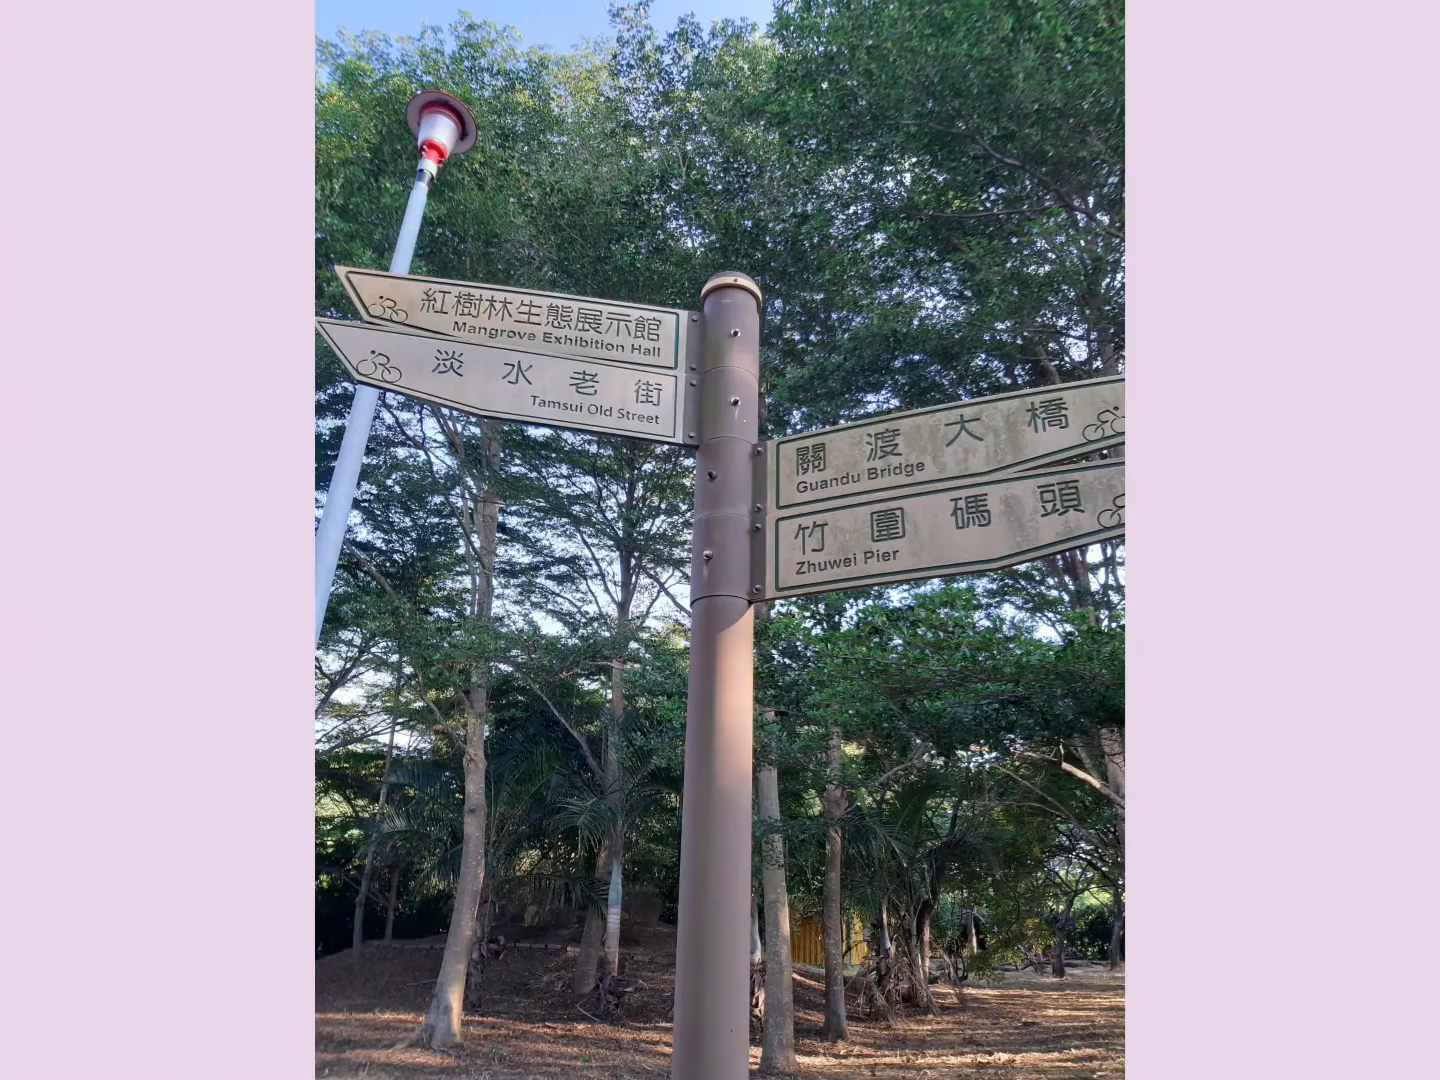 紅樹林生態展示館
Mangrove Exhibition Hall
淡水老街
Tamsui Old Street
關渡大橋
Guandu Bridge
竹圍碼頭
Zhuwei Pier